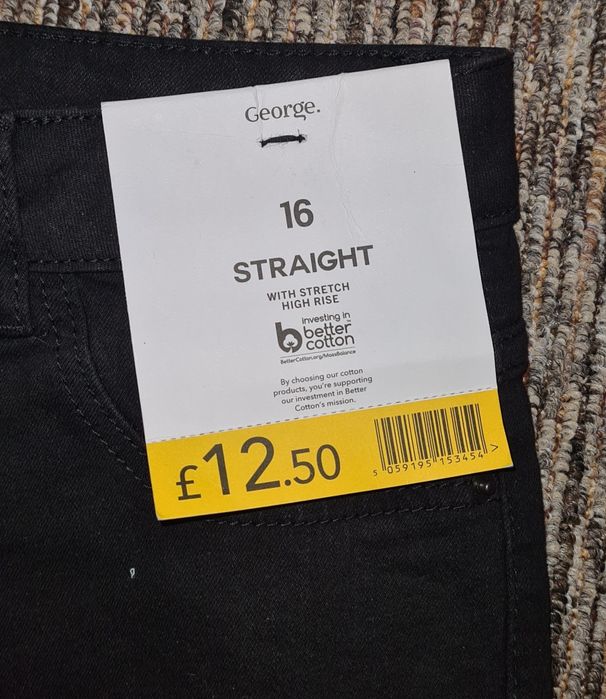 George.
16
STRAIGHT
WITH STRETCH
HIGH RISE
investing in
better
cotton
BetterCotton.org/MassBalance
By choosing our cotton
products, you're supporting
our investment in Better
Cotton's mission.
£12.50
5 059195 153454 >